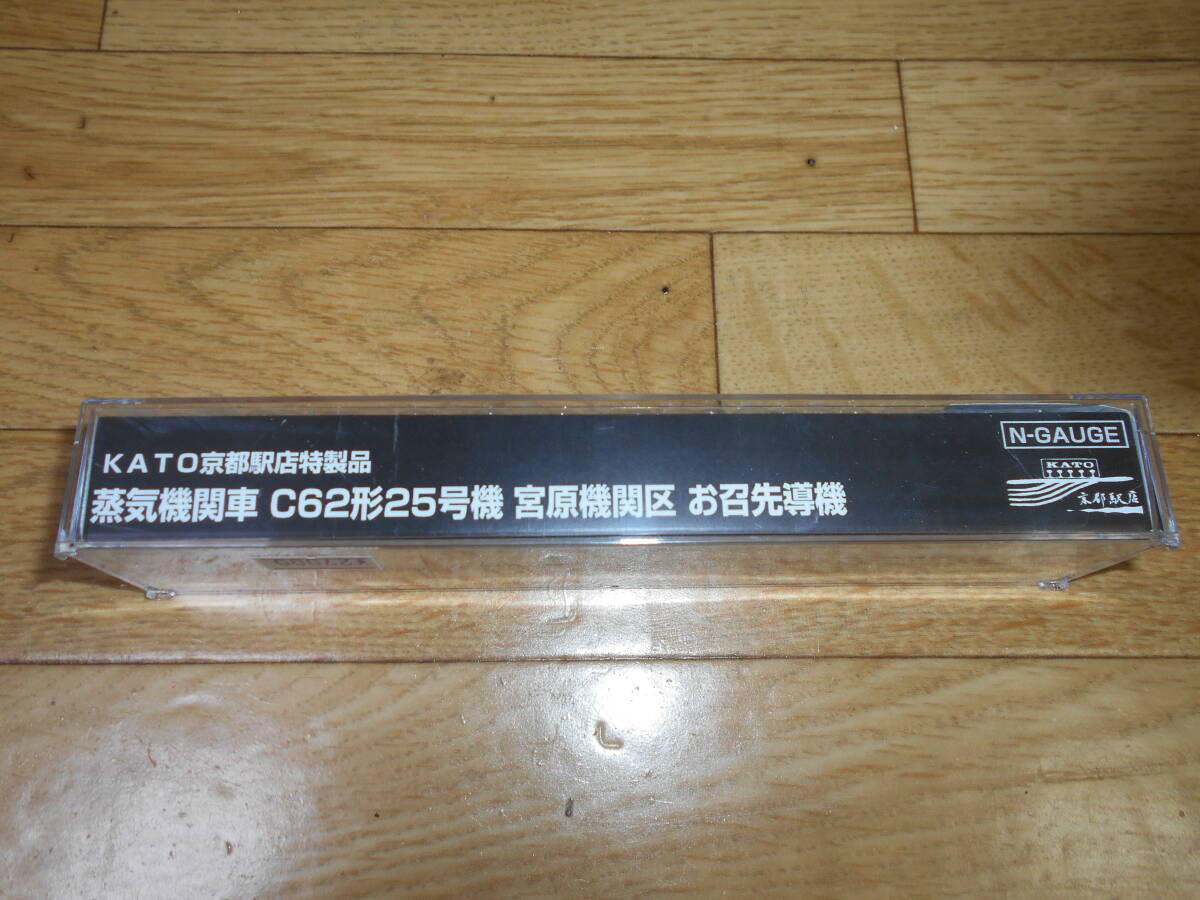 KATO京都駅店特製品
蒸気機関車 C62形25号機 宮原機関区 お召先導機
N-GAUGE
KATO
京都駅店